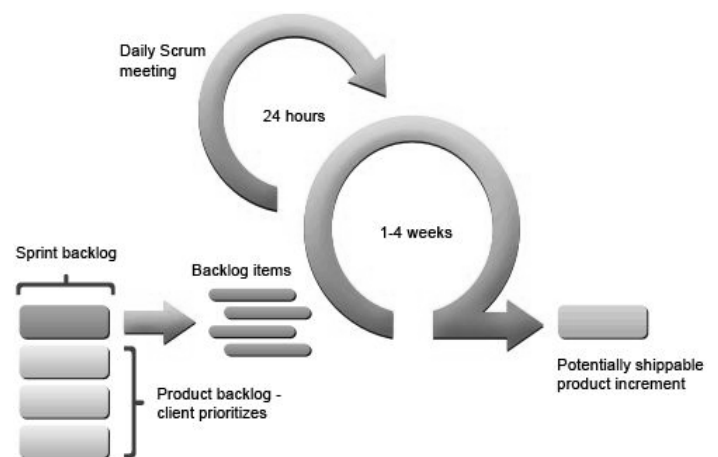 Daily Scrum
meeting
24 hours
1-4 weeks
Sprint backlog
Backlog items
Product backlog -
client prioritizes
Potentially shippable
product increment